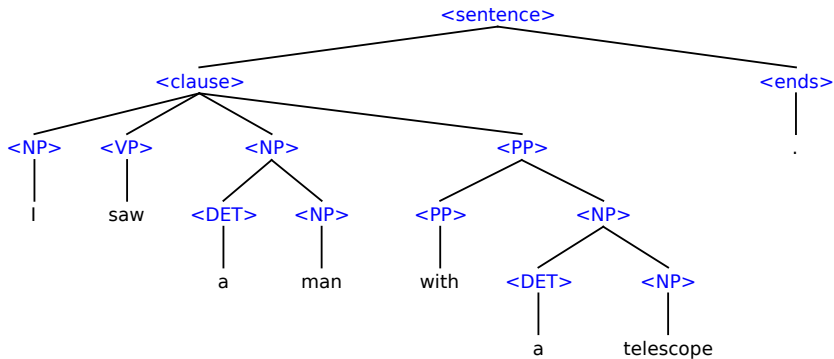 <sentence>
<clause> <ends>
<NP> <VP> <NP> <PP> .
I saw <DET> <NP> <PP> <NP>
a man with <DET> <NP>
a telescope